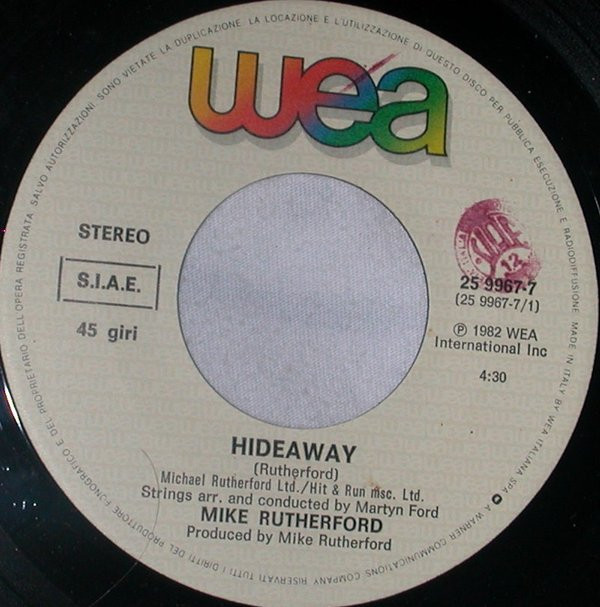 SONO VIETATE LA DUPLICAZIONE, LA LOCAZIONE E L'UTILIZZAZIONE DI QUESTO DISCO PER PUBBLICA ESECUZIONE E RADIODIFFUSIONE. MADE IN ITALY BY WEA ITALIANA SPA
A WARNER COMMUNICATIONS COMPANY
RISERVATI TUTTI I DIRITTI DEL PRODUTTORE FONOGRAFICO E DEL PROPRIETARIO DELL'OPERA REGISTRATA. SALVO AUTORIZZAZIONI
wea
STEREO
S.I.A.E.
45 giri
12
25 9967-7
(25 9967-7/1)
℗ 1982 WEA
International Inc
4:30
HIDEAWAY
(Rutherford)
Michael Rutherford Ltd./Hit & Run msc. Ltd.
Strings arr. and conducted by Martyn Ford
MIKE RUTHERFORD
Produced by Mike Rutherford